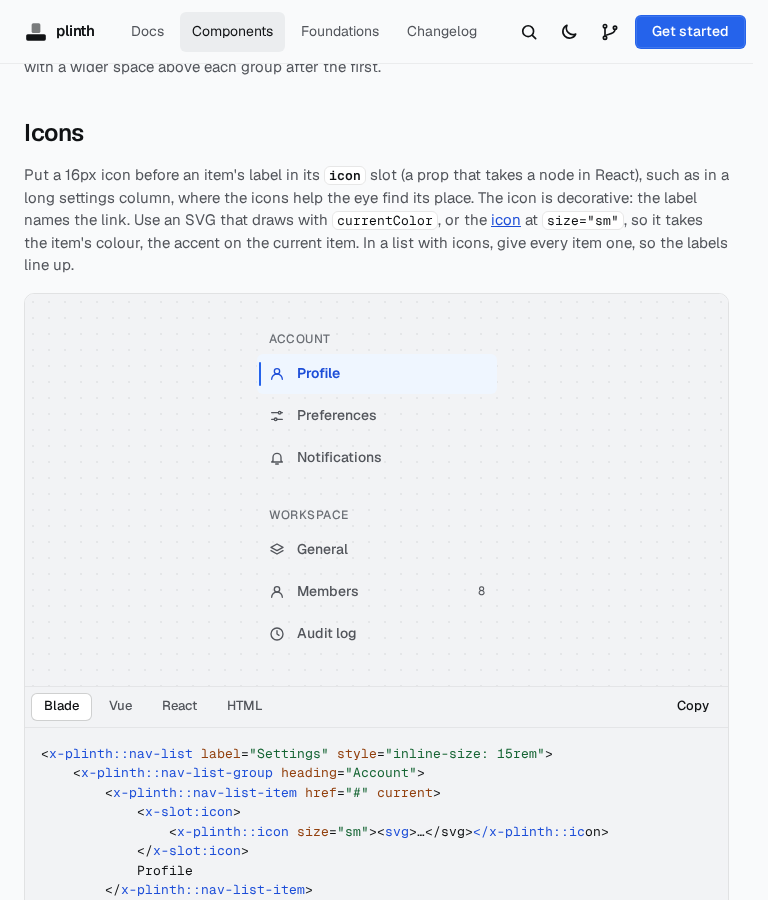 plinth Docs Components Foundations Changelog Get started
with a wider space above each group after the first.
Icons
Put a 16px icon before an item's label in its icon slot (a prop that takes a node in React), such as in a
long settings column, where the icons help the eye find its place. The icon is decorative: the label
names the link. Use an SVG that draws with currentColor, or the icon at size="sm", so it takes
the item's colour, the accent on the current item. In a list with icons, give every item one, so the labels
line up.
ACCOUNT
Profile
Preferences
Notifications
WORKSPACE
General
Members 8
Audit log
Blade Vue React HTML Copy
<x-plinth::nav-list label="Settings" style="inline-size: 15rem">
    <x-plinth::nav-list-group heading="Account">
        <x-plinth::nav-list-item href="#" current>
            <x-slot:icon>
                <x-plinth::icon size="sm"><svg>…</svg></x-plinth::icon>
            </x-slot:icon>
            Profile
        </x-plinth::nav-list-item>